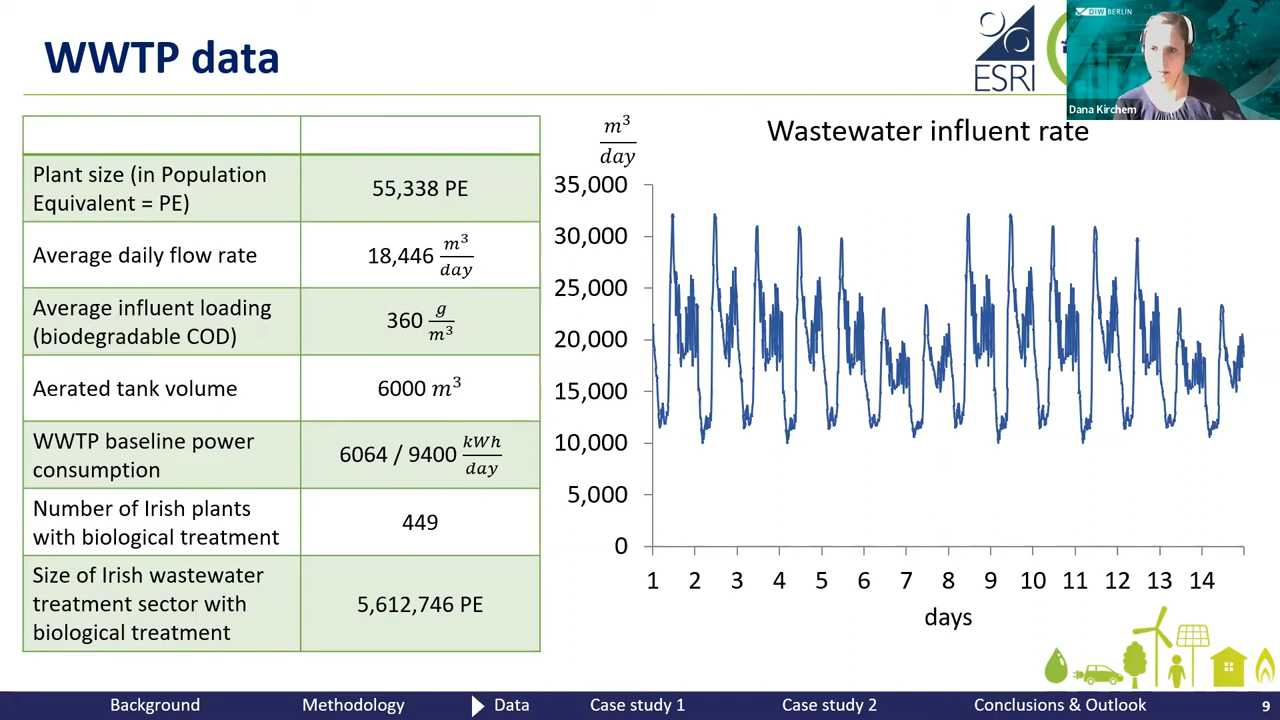 WWTP data
ESRI
DIW BERLIN
Dana Kirchem
Plant size (in Population
Equivalent = PE)
55,338 PE
Average daily flow rate
18,446 m³/day
Average influent loading
(biodegradable COD)
360 g/m³
Aerated tank volume
6000 m³
WWTP baseline power
consumption
6064 / 9400 kWh/day
Number of Irish plants
with biological treatment
449
Size of Irish wastewater
treatment sector with
biological treatment
5,612,746 PE
m³/day
Wastewater influent rate
35,000
30,000
25,000
20,000
15,000
10,000
5,000
0
1 2 3 4 5 6 7 8 9 10 11 12 13 14
days
Background Methodology Data Case study 1 Case study 2 Conclusions & Outlook 9